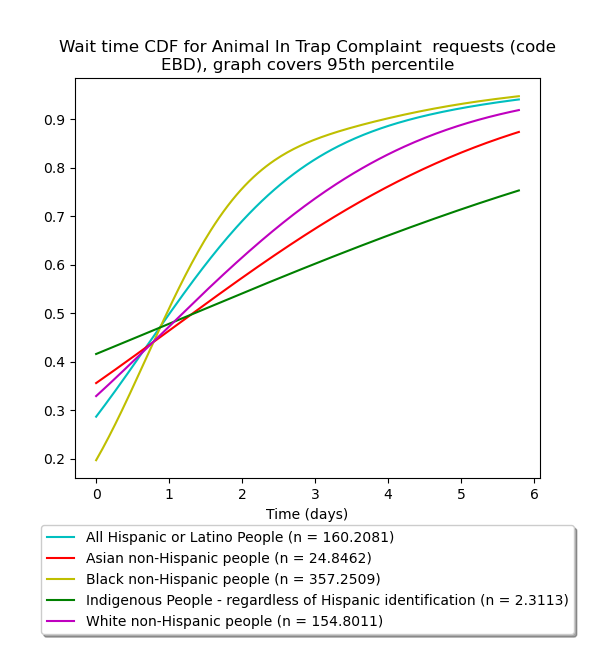 Wait time CDF for Animal In Trap Complaint  requests (code
EBD), graph covers 95th percentile
0.9
0.8
0.7
0.6
0.5
0.4
0.3
0.2
0 1 2 3 4 5 6
Time (days)
All Hispanic or Latino People (n = 160.2081)
Asian non-Hispanic people (n = 24.8462)
Black non-Hispanic people (n = 357.2509)
Indigenous People - regardless of Hispanic identification (n = 2.3113)
White non-Hispanic people (n = 154.8011)